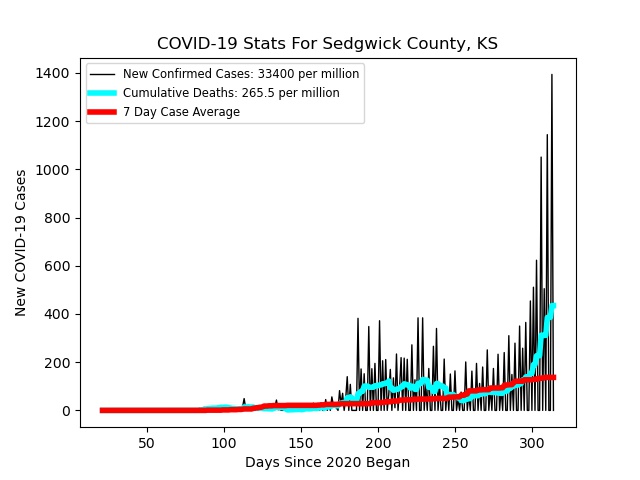 COVID-19 Stats For Sedgwick County, KS
New Confirmed Cases: 33400 per million
Cumulative Deaths: 265.5 per million
7 Day Case Average
New COVID-19 Cases
1400
1200
1000
800
600
400
200
0
50
100
150
200
250
300
Days Since 2020 Began